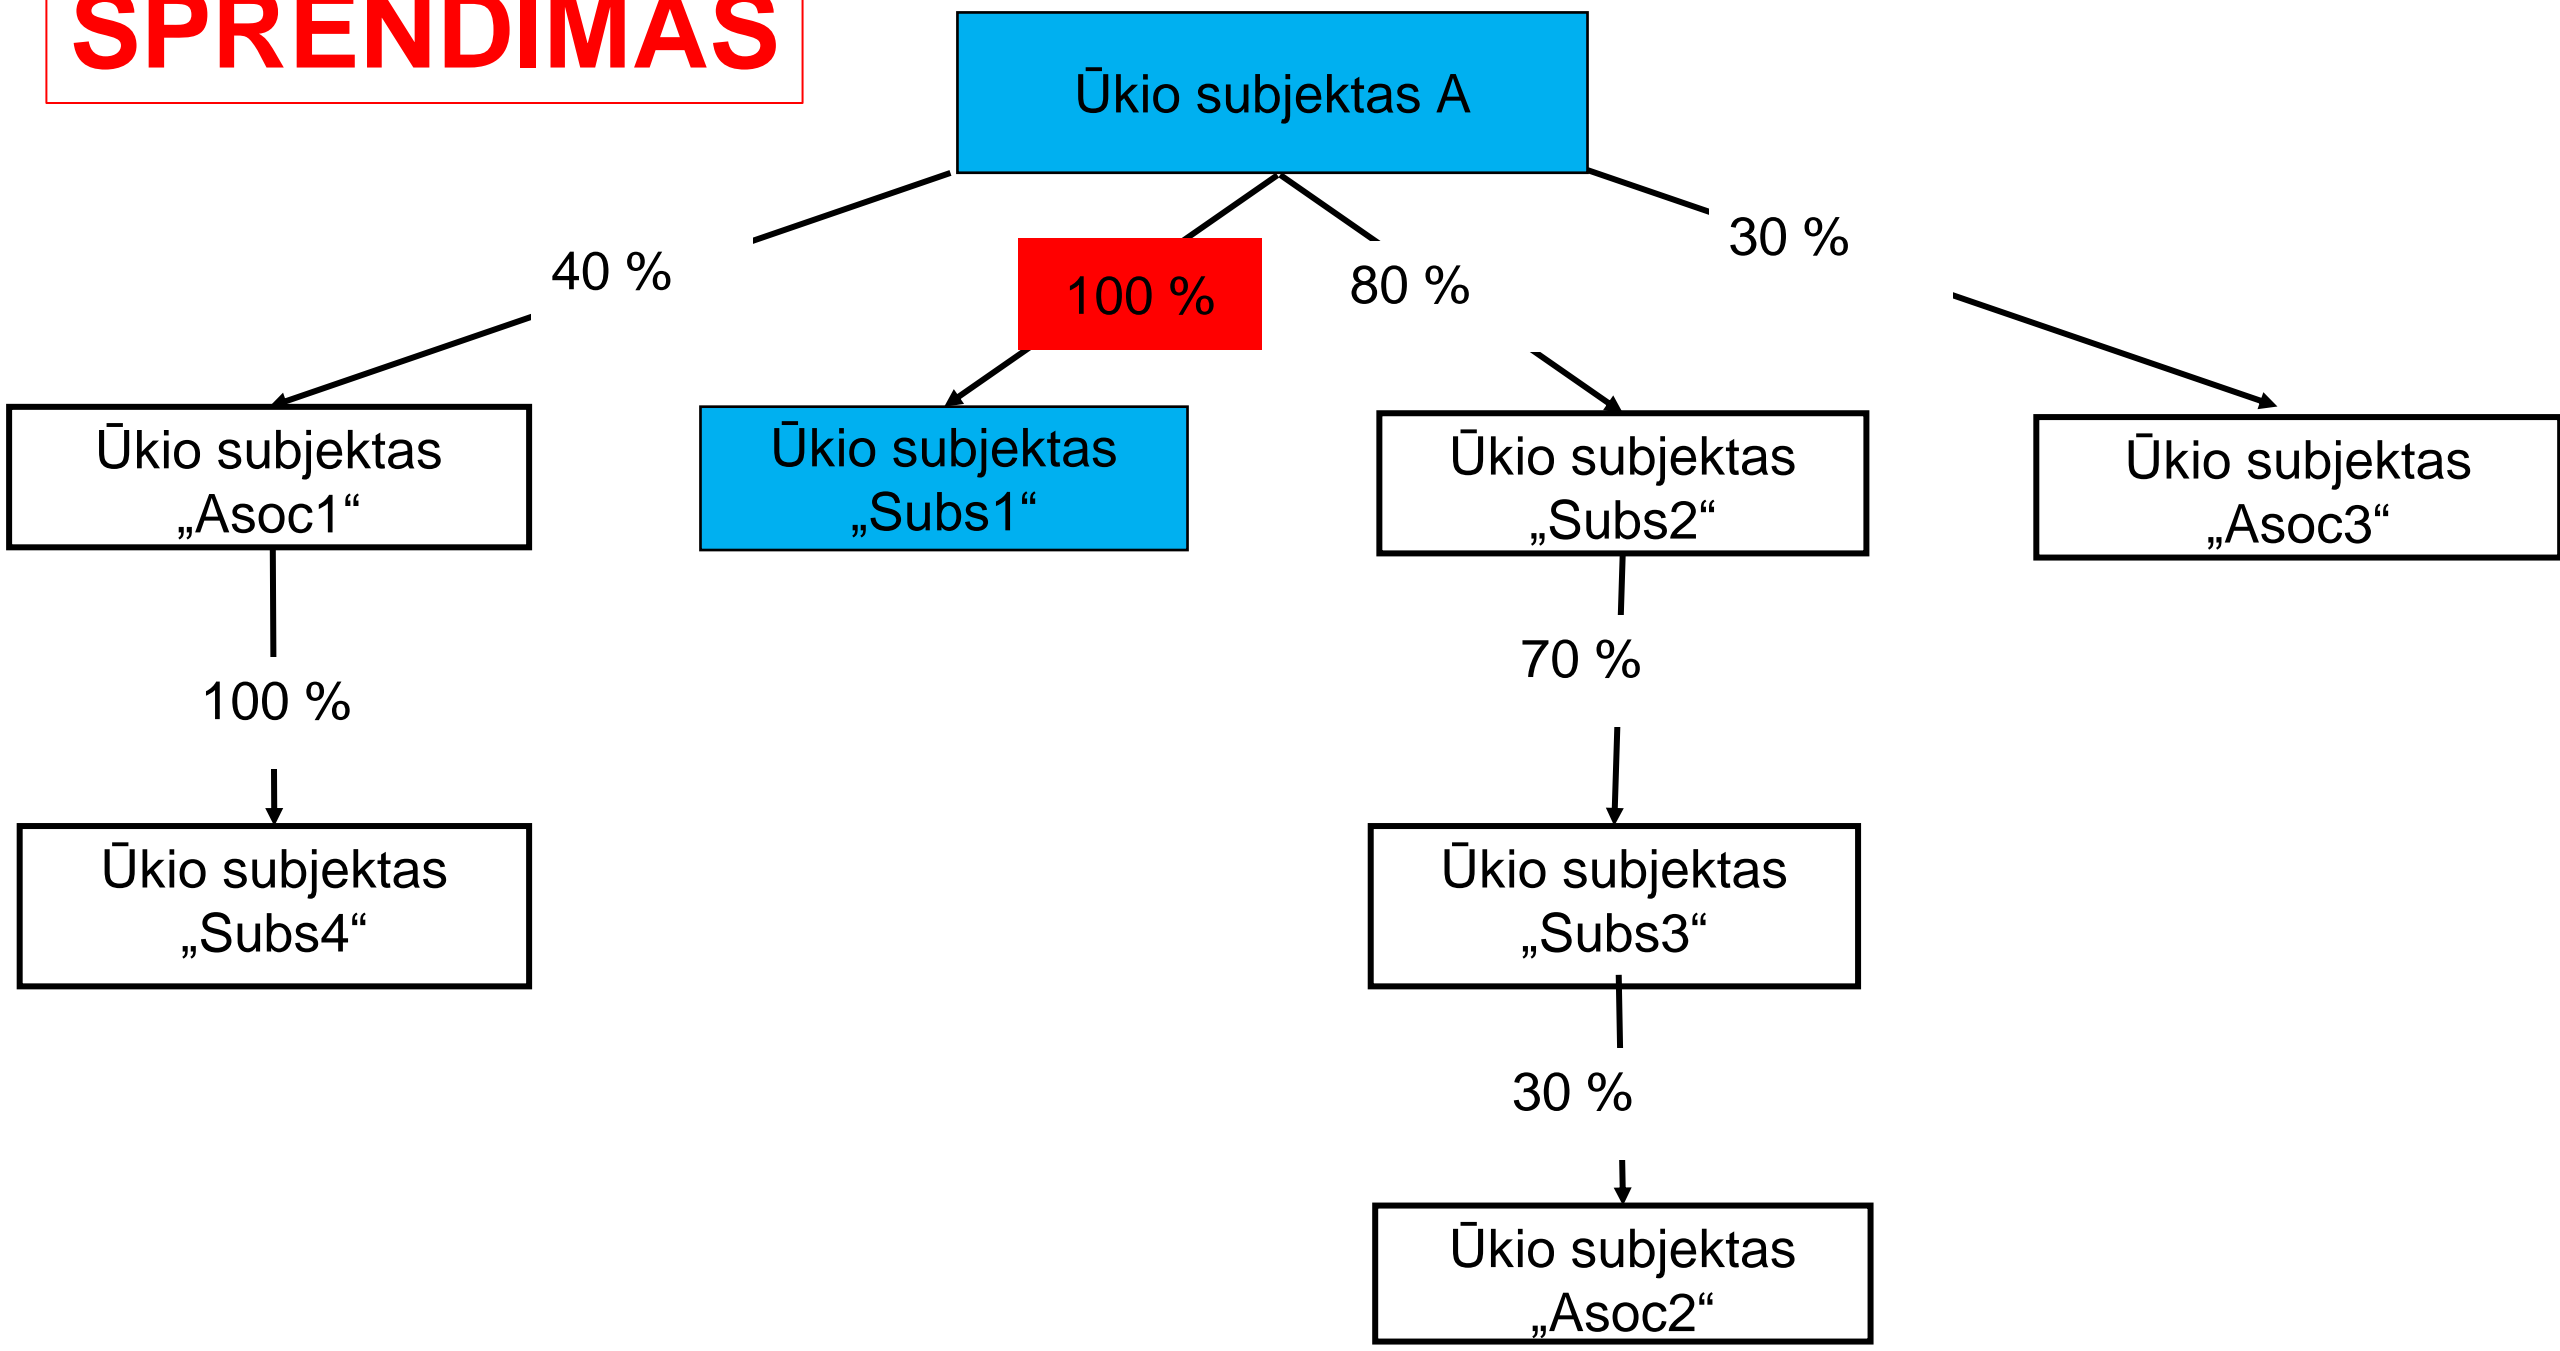 SPRENDIMAS
Ūkio subjektas A
40 %
100 %
80 %
30 %
Ūkio subjektas
„Asoc1“
Ūkio subjektas
„Subs1“
Ūkio subjektas
„Subs2“
Ūkio subjektas
„Asoc3“
100 %
70 %
Ūkio subjektas
„Subs4“
Ūkio subjektas
„Subs3“
30 %
Ūkio subjektas
„Asoc2“